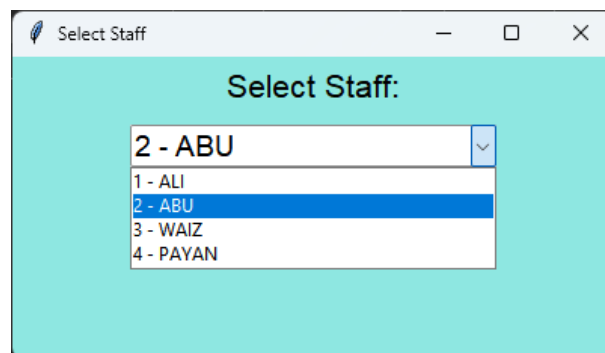 Select Staff
Select Staff:
2 - ABU
1 - ALI
2 - ABU
3 - WAIZ
4 - PAYAN